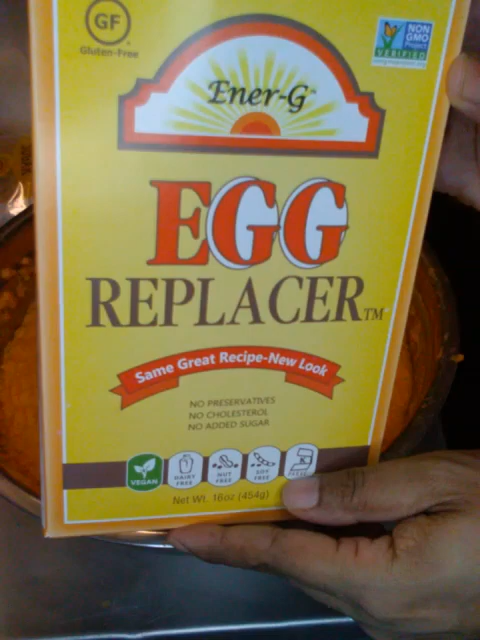 GF
Gluten-Free
NON
GMO
Project
VERIFIED
Ener-G™
EGG
REPLACER™
Same Great Recipe-New Look
NO PRESERVATIVES
NO CHOLESTEROL
NO ADDED SUGAR
VEGAN
DAIRY
FREE
NUT
FREE
SOY
FREE
K
Net Wt. 16oz (454g)